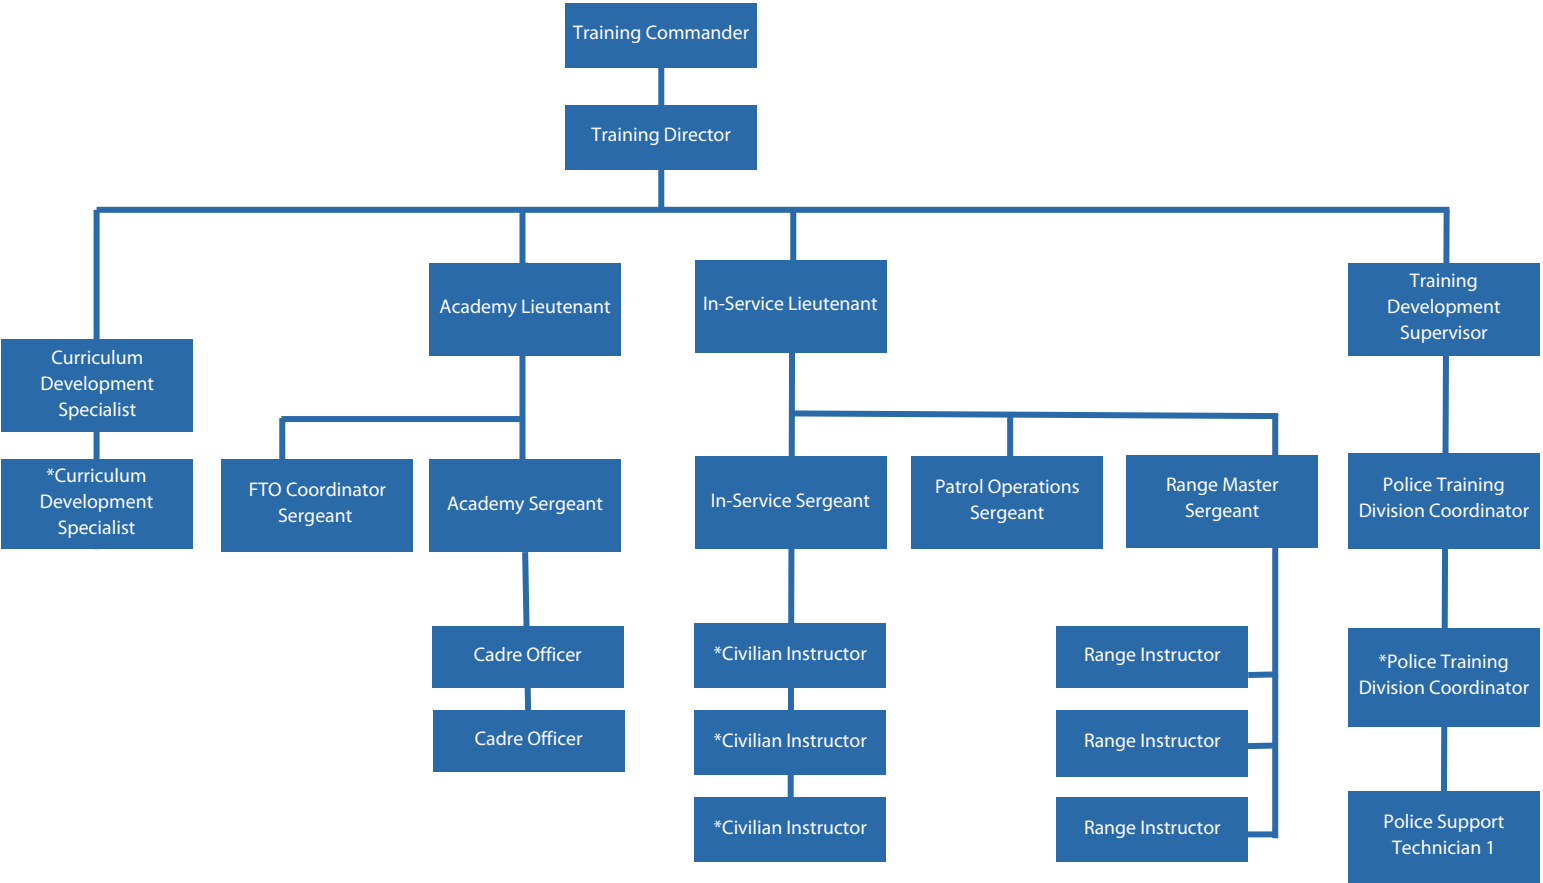 Training Commander
Training Director
Academy Lieutenant
In-Service Lieutenant
Training
Development
Supervisor
Curriculum
Development
Specialist
*Curriculum
Development
Specialist
FTO Coordinator
Sergeant
Academy Sergeant
In-Service Sergeant
Patrol Operations
Sergeant
Range Master
Sergeant
Police Training
Division Coordinator
Cadre Officer
*Civilian Instructor
Range Instructor
*Police Training
Division Coordinator
Cadre Officer
*Civilian Instructor
Range Instructor
*Civilian Instructor
Range Instructor
Police Support
Technician 1